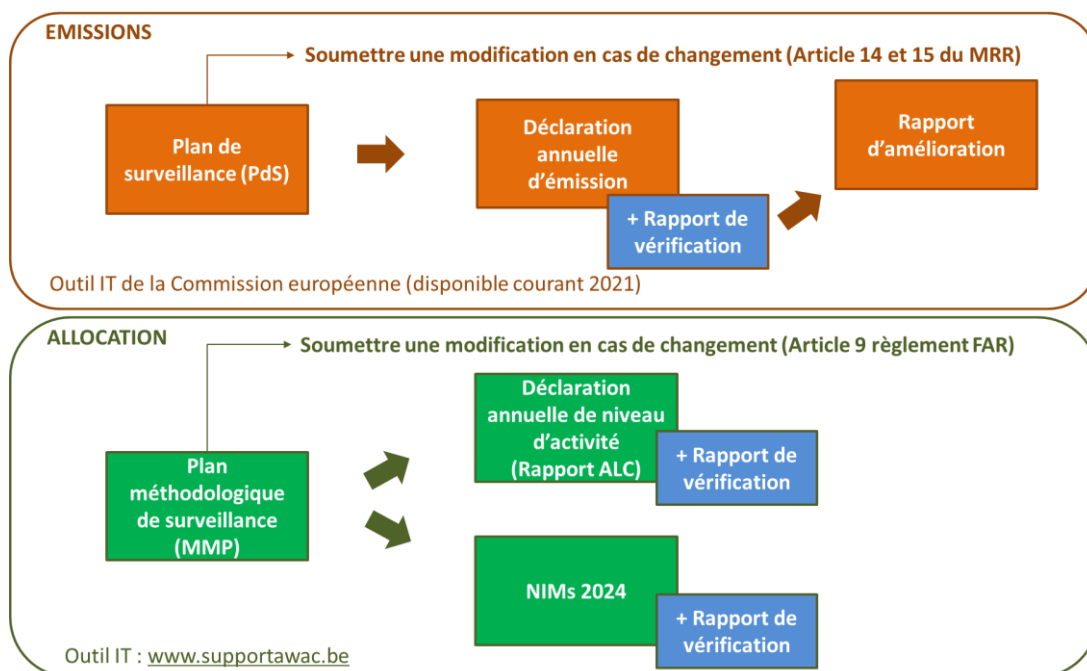 EMISSIONS
Soumettre une modification en cas de changement (Article 14 et 15 du MRR)
Plan de
surveillance (PdS)
Déclaration
annuelle
d'émission
+ Rapport de
vérification
Rapport
d'amélioration
Outil IT de la Commission européenne (disponible courant 2021)
ALLOCATION
Soumettre une modification en cas de changement (Article 9 règlement FAR)
Plan
méthodologique
de surveillance
(MMP)
Déclaration
annuelle de niveau
d'activité
(Rapport ALC)
+ Rapport de
vérification
NIMs 2024
+ Rapport de
vérification
Outil IT : www.supportawac.be